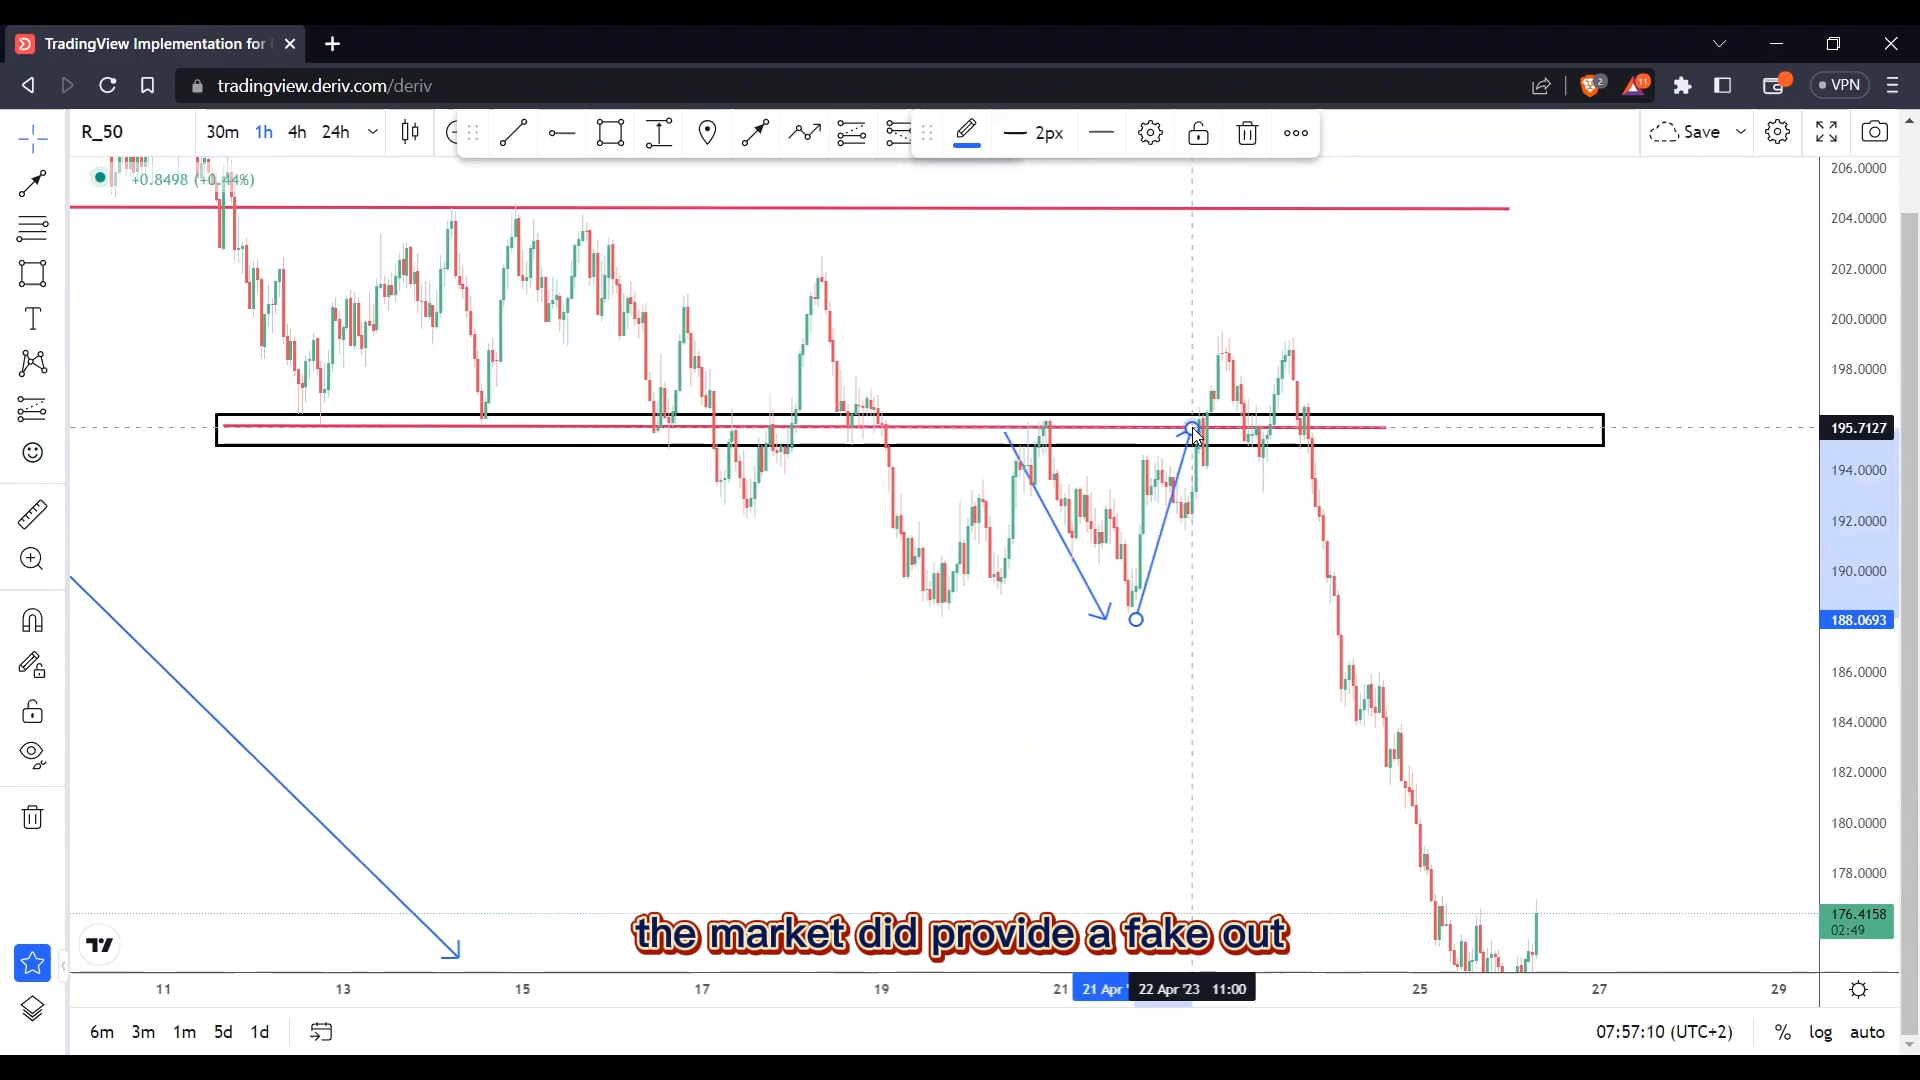 TradingView Implementation for
tradingview.deriv.com/deriv
2
11
VPN
R_50
30m 1h 4h 24h
2px
Save
+0.8498 (+0.44%)
206.0000
204.0000
202.0000
200.0000
198.0000
195.7127
194.0000
192.0000
190.0000
188.0693
186.0000
184.0000
182.0000
180.0000
178.0000
176.4158
02:49
the market did provide a fake out
11 13 15 17 19 21 21 Apr ' 22 Apr '23 11:00 25 27 29
6m 3m 1m 5d 1d
07:57:10 (UTC+2) % log auto